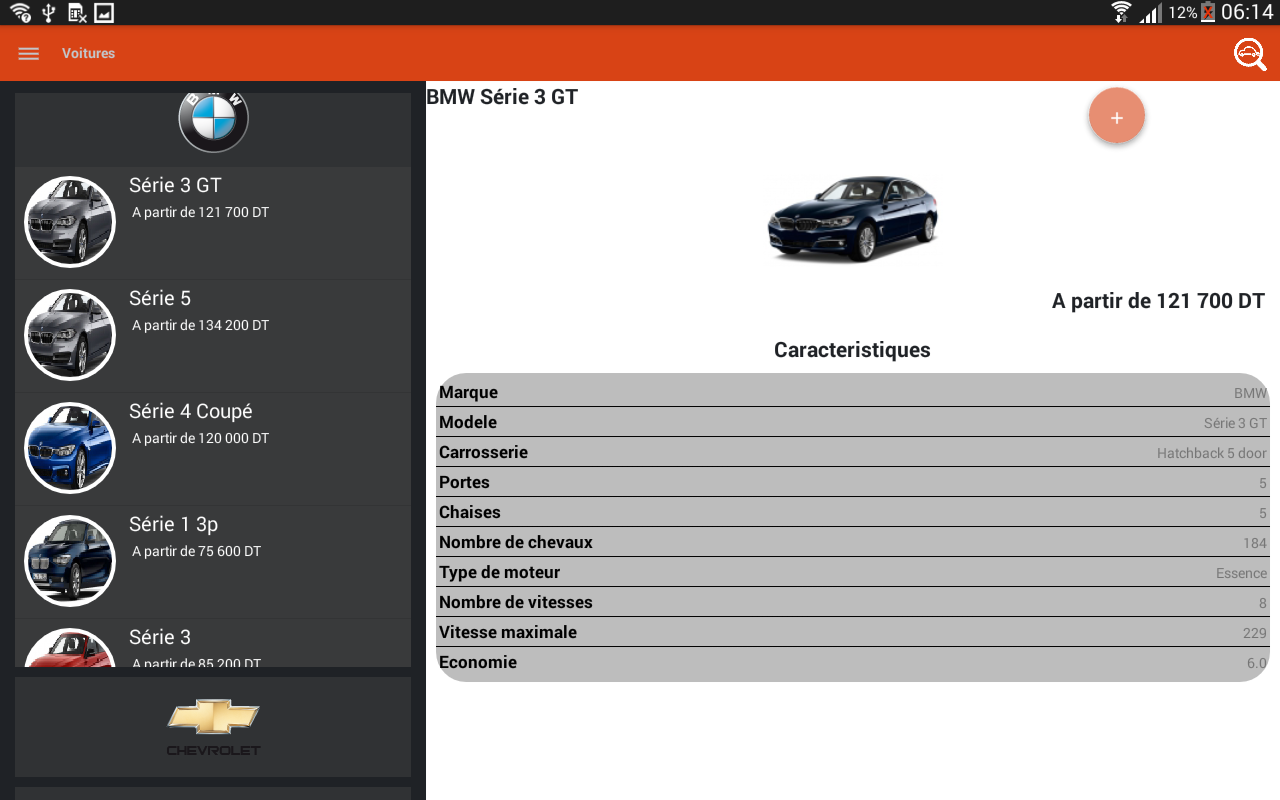 12% 06:14
Voitures
BMW
Série 3 GT
A partir de 121 700 DT
Série 5
A partir de 134 200 DT
Série 4 Coupé
A partir de 120 000 DT
Série 1 3p
A partir de 75 600 DT
Série 3
A partir de 85 200 DT
CHEVROLET
BMW Série 3 GT
+
A partir de 121 700 DT
Caracteristiques
Marque BMW
Modele Série 3 GT
Carrosserie Hatchback 5 door
Portes 5
Chaises 5
Nombre de chevaux 184
Type de moteur Essence
Nombre de vitesses 8
Vitesse maximale 229
Economie 6.0